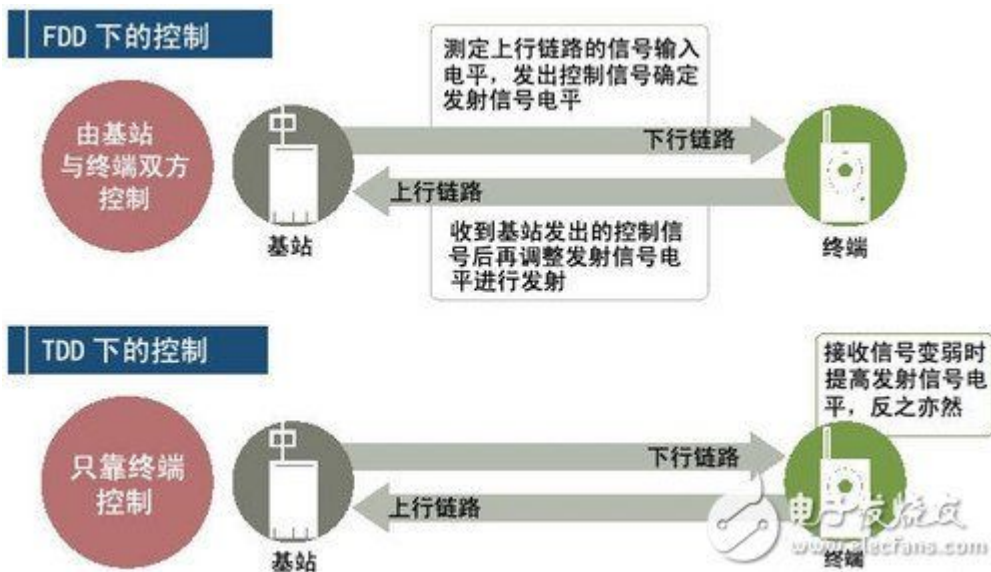 FDD 下的控制
测定上行链路的信号输入
电平，发出控制信号确定
发射信号电平
由基站
与终端双方
控制
下行链路
上行链路
基站
终端
收到基站发出的控制信
号后再调整发射信号电
平进行发射
TDD 下的控制
接收信号变弱时
提高发射信号电
平，反之亦然
只靠终端
控制
下行链路
上行链路
基站
终端
电子发烧友
www.elecfans.com